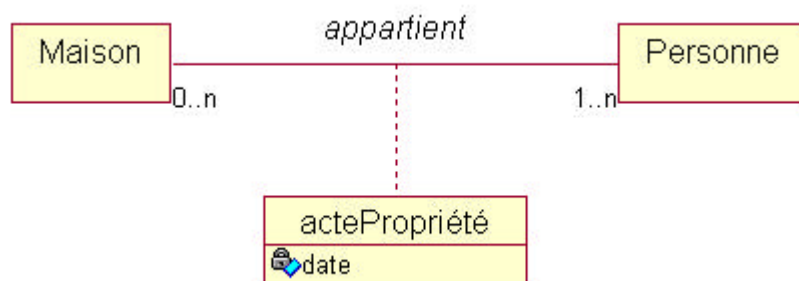 appartient
Maison
Personne
0..n
1..n
actePropriété
date